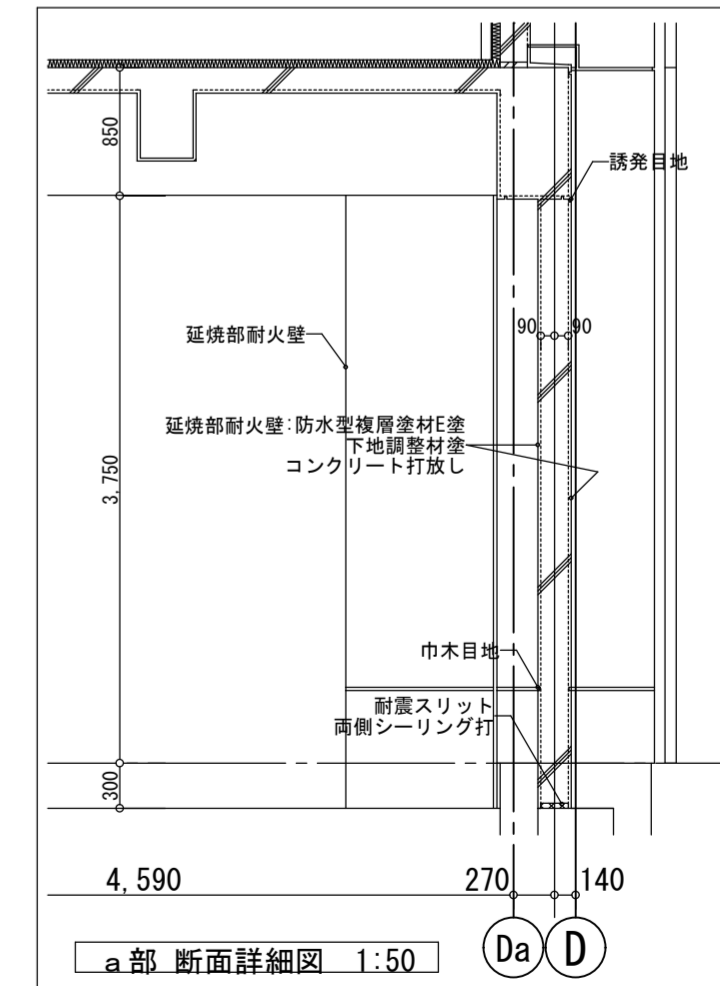 850
誘発目地
90
90
延焼部耐火壁
延焼部耐火壁:防水型複層塗材E塗
下地調整材塗
コンクリート打放し
3,750
巾木目地
耐震スリット
両側シーリング打
300
4,590
270
140
Da
D
a部 断面詳細図 1:50